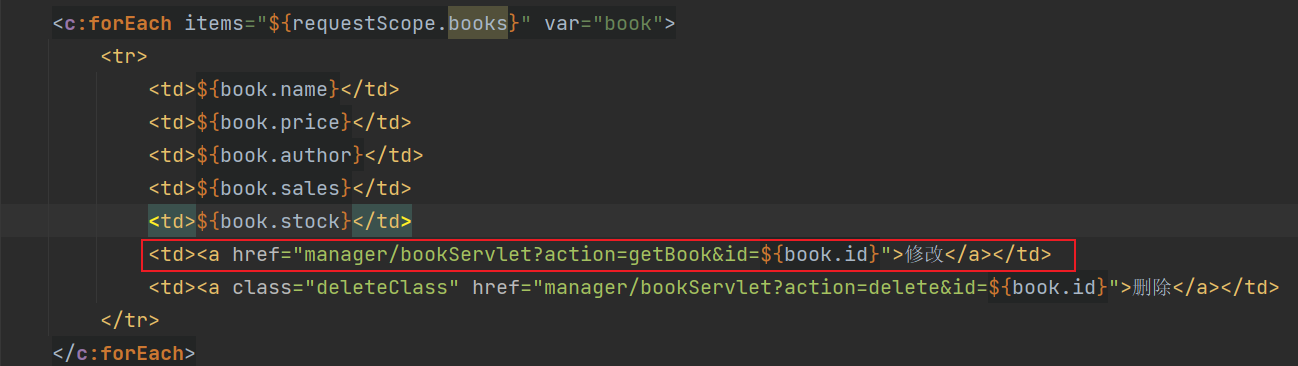 <c:forEach items="${requestScope.books}" var="book">
<tr>
<td>${book.name}</td>
<td>${book.price}</td>
<td>${book.author}</td>
<td>${book.sales}</td>
<td>${book.stock}</td>
<td><a href="manager/bookServlet?action=getBook&id=${book.id}">修改</a></td>
<td><a class="deleteClass" href="manager/bookServlet?action=delete&id=${book.id}">删除</a></td>
</tr>
</c:forEach>